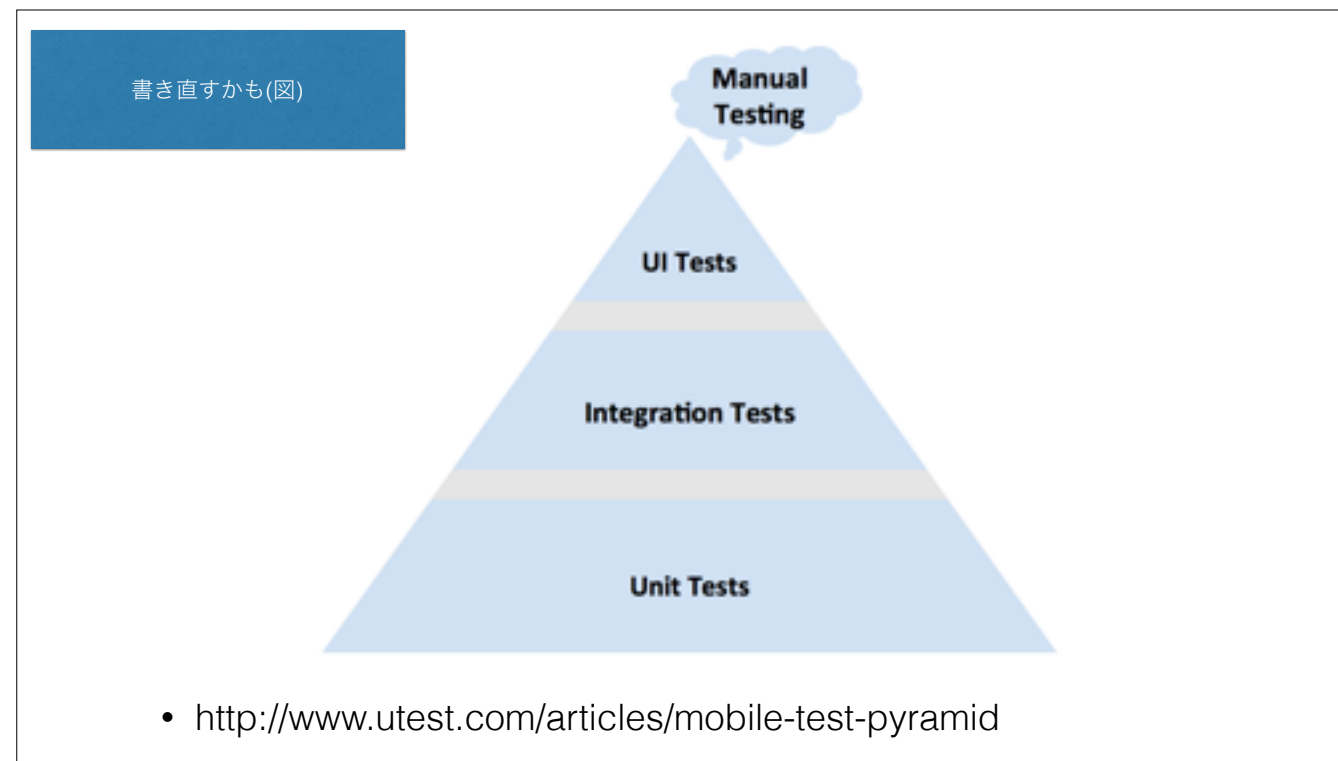 書き直すかも(図)
Manual
Testing
UI Tests
Integration Tests
Unit Tests
• http://www.utest.com/articles/mobile-test-pyramid